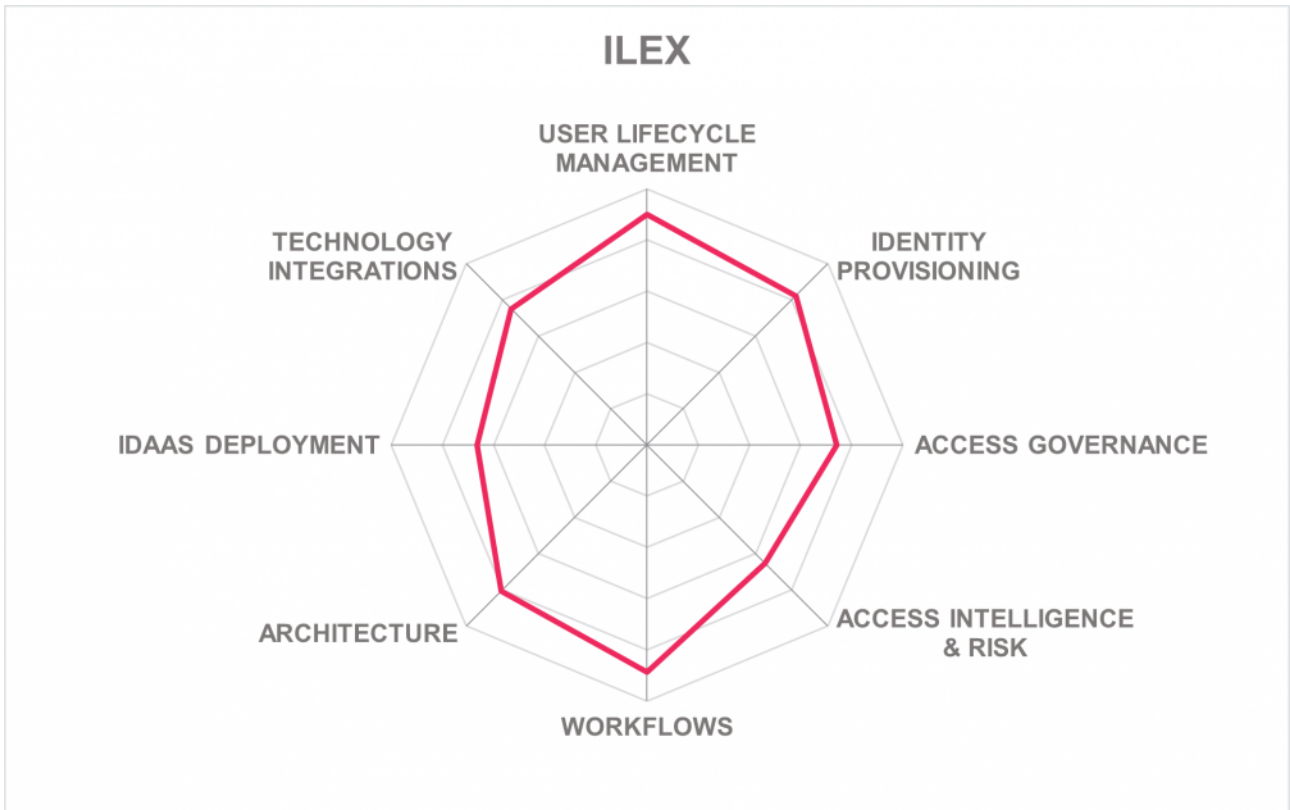 ILEX
USER LIFECYCLE
MANAGEMENT
TECHNOLOGY
INTEGRATIONS
IDENTITY
PROVISIONING
IDAAS DEPLOYMENT
ACCESS GOVERNANCE
ARCHITECTURE
ACCESS INTELLIGENCE
& RISK
WORKFLOWS